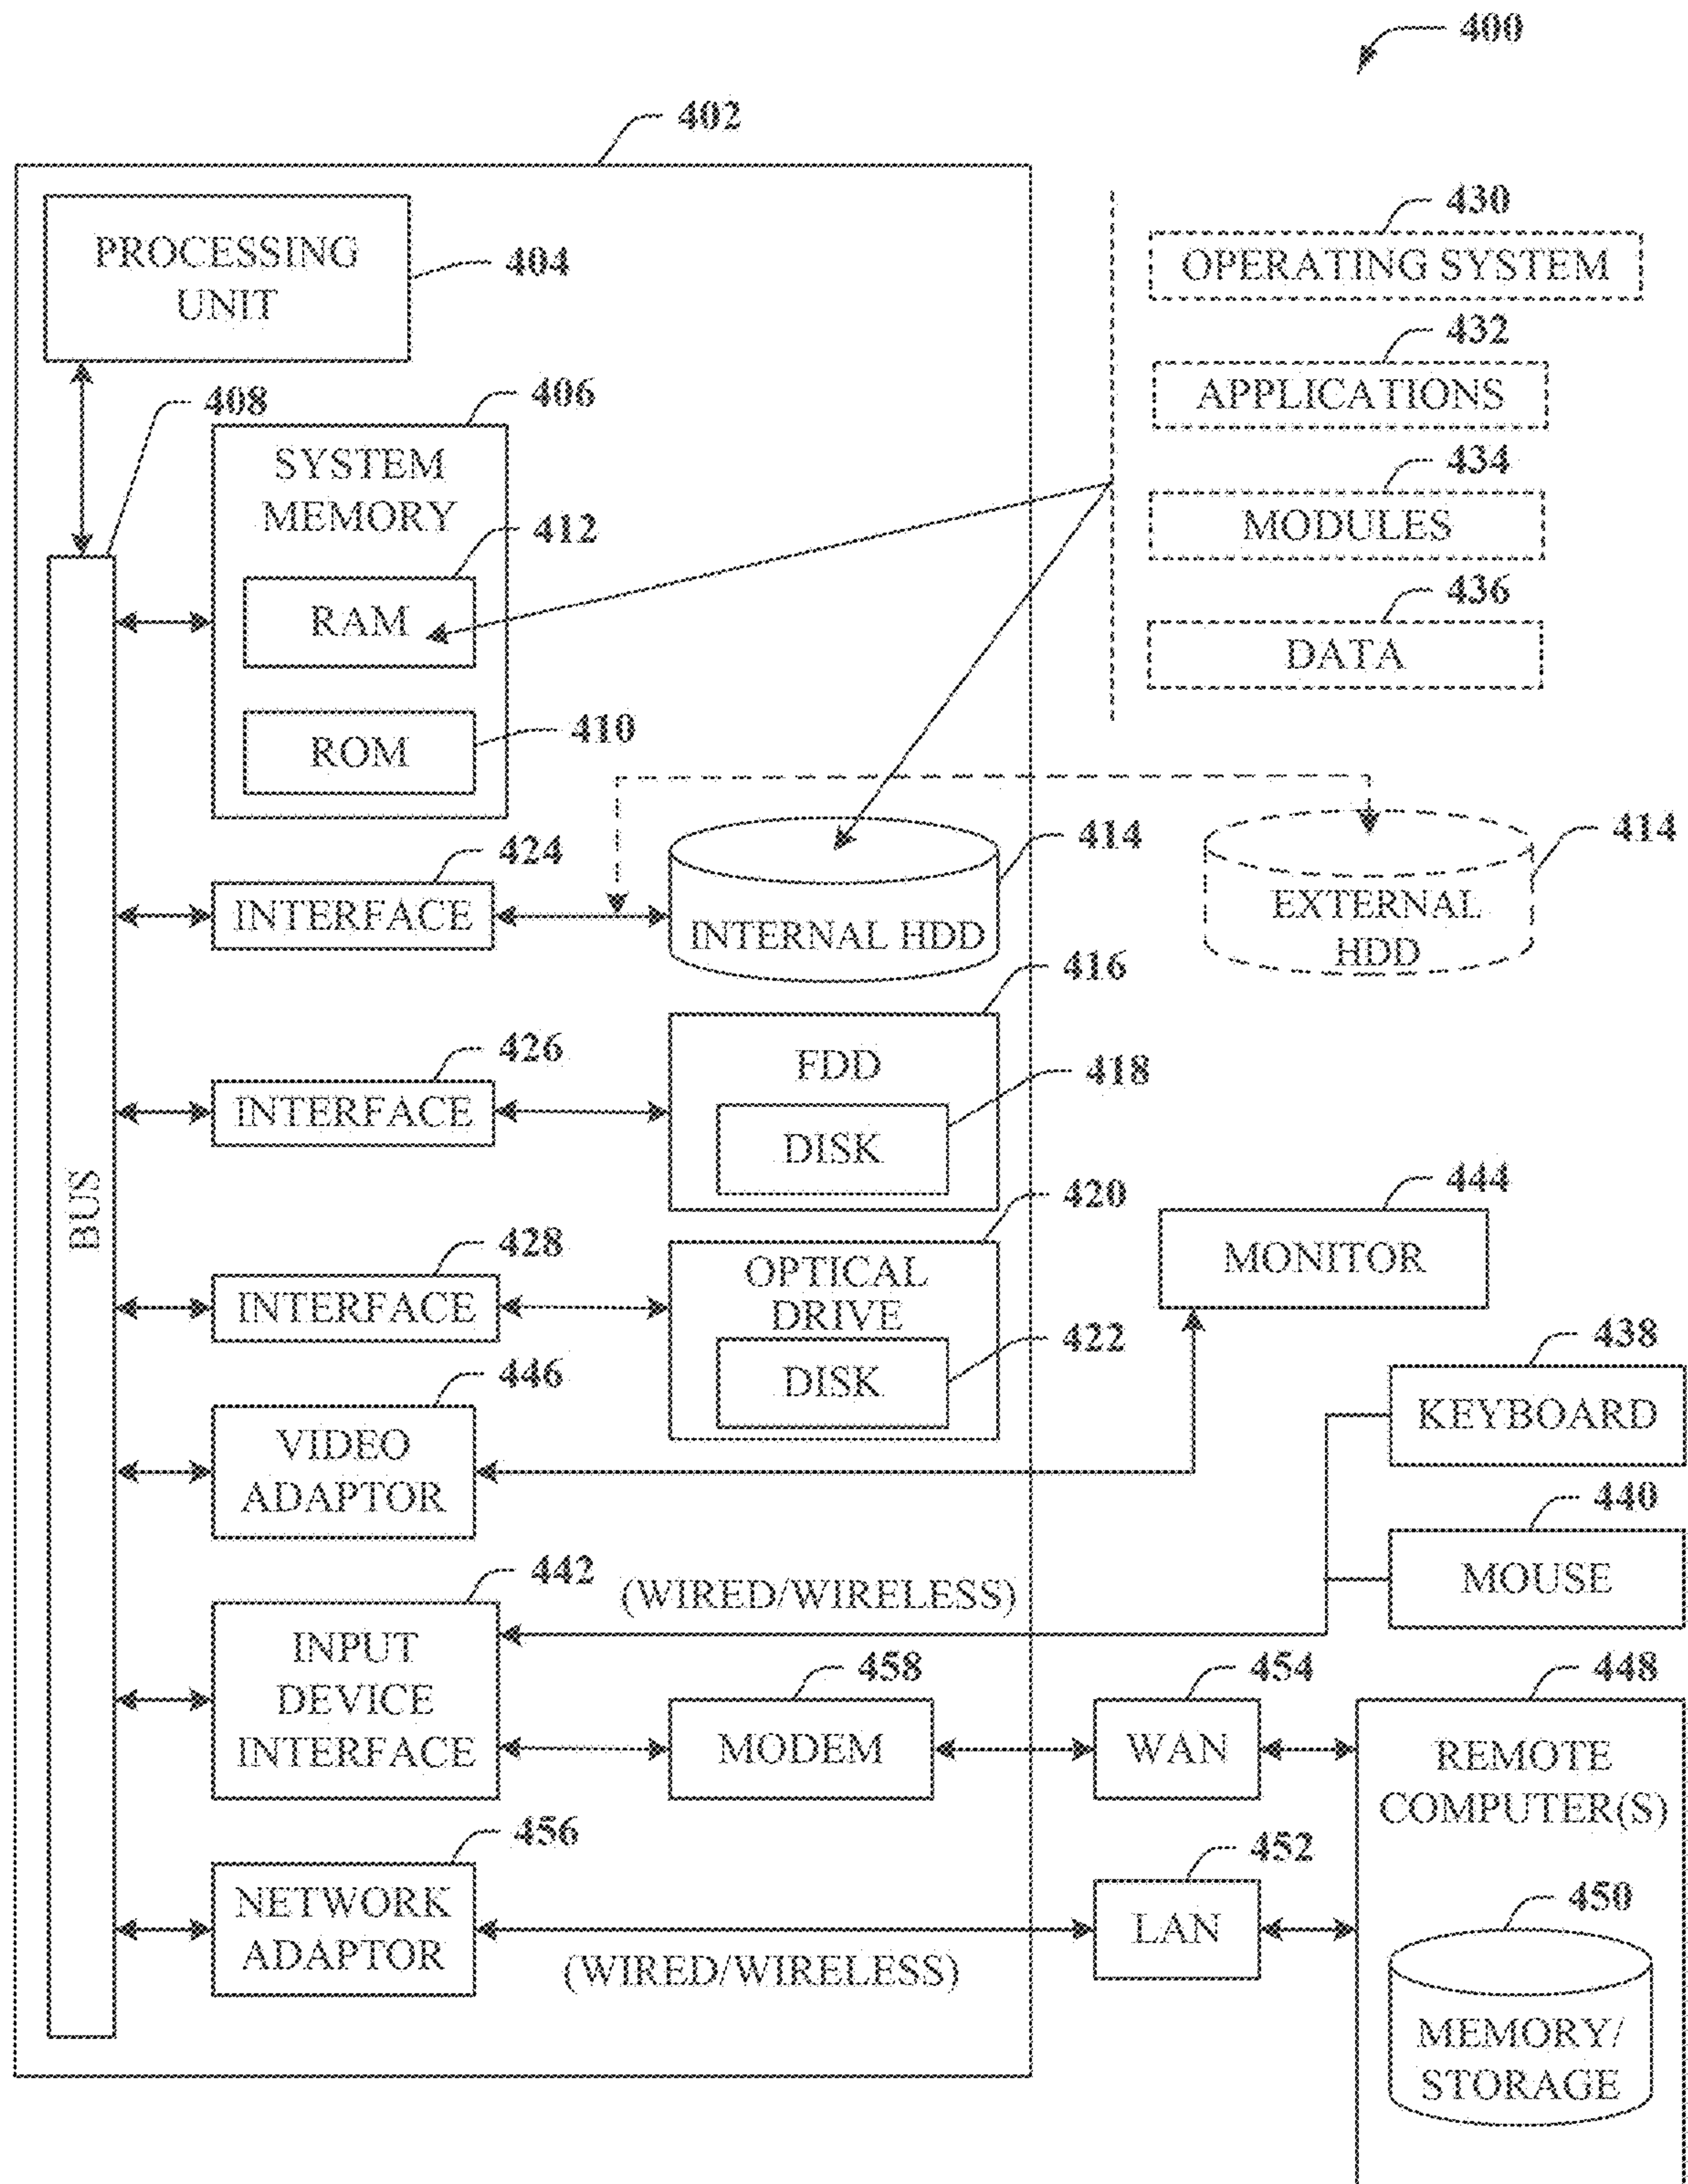 400
402
PROCESSING
UNIT
404
430
OPERATING SYSTEM
432
APPLICATIONS
434
MODULES
436
DATA
408
406
SYSTEM
MEMORY
412
RAM
410
ROM
424
INTERFACE
414
INTERNAL HDD
414
EXTERNAL
HDD
416
FDD
418
DISK
426
INTERFACE
BUS
420
OPTICAL
DRIVE
422
DISK
428
INTERFACE
444
MONITOR
438
KEYBOARD
446
VIDEO
ADAPTOR
440
MOUSE
442
(WIRED/WIRELESS)
INPUT
DEVICE
INTERFACE
458
MODEM
454
WAN
448
REMOTE
COMPUTER(S)
456
NETWORK
ADAPTOR
(WIRED/WIRELESS)
452
LAN
450
MEMORY/
STORAGE